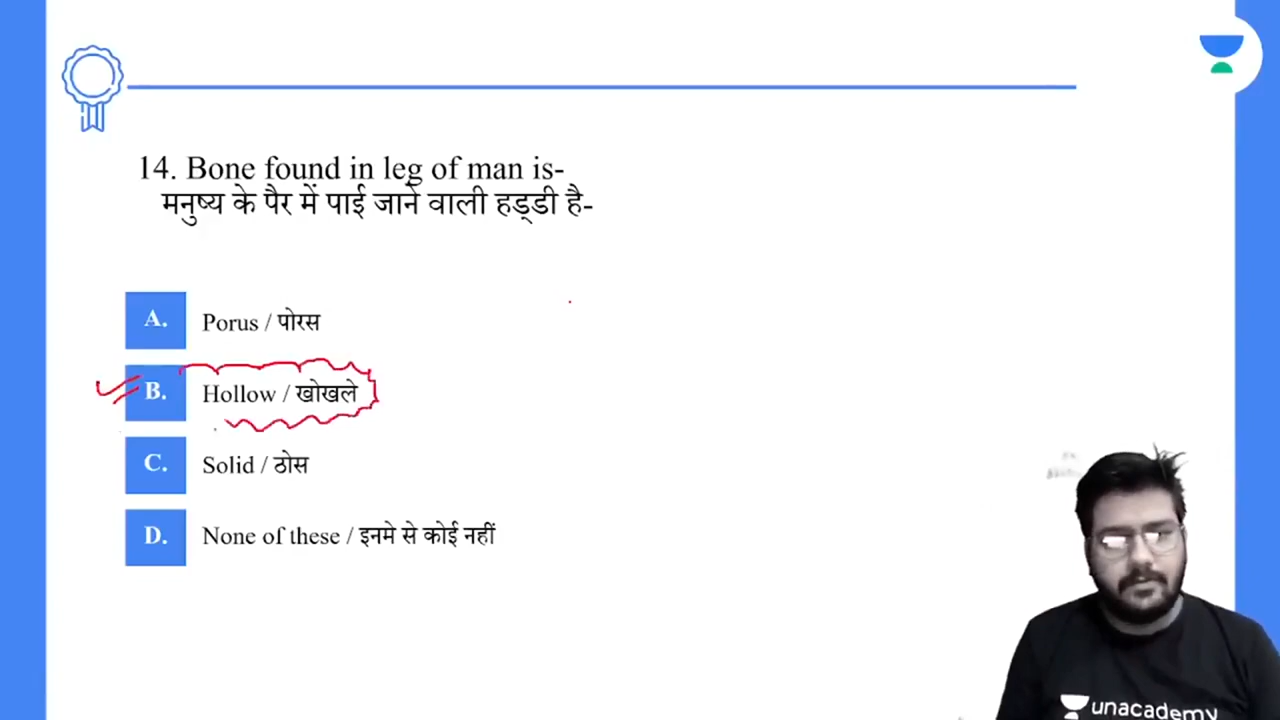 14. Bone found in leg of man is-
मनुष्य के पैर में पाई जाने वाली हड्डी है-
A. Porus / पोरस
B. Hollow / खोखले
C. Solid / ठोस
D. None of these / इनमे से कोई नहीं
unacademy